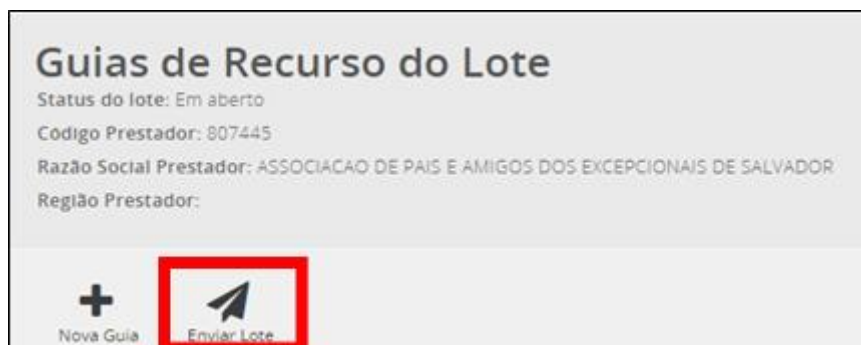 Guias de Recurso do Lote
Status do lote: Em aberto
Código Prestador: 807445
Razão Social Prestador: ASSOCIACAO DE PAIS E AMIGOS DOS EXCEPCIONAIS DE SALVADOR
Região Prestador:
Nova Guia Enviar Lote